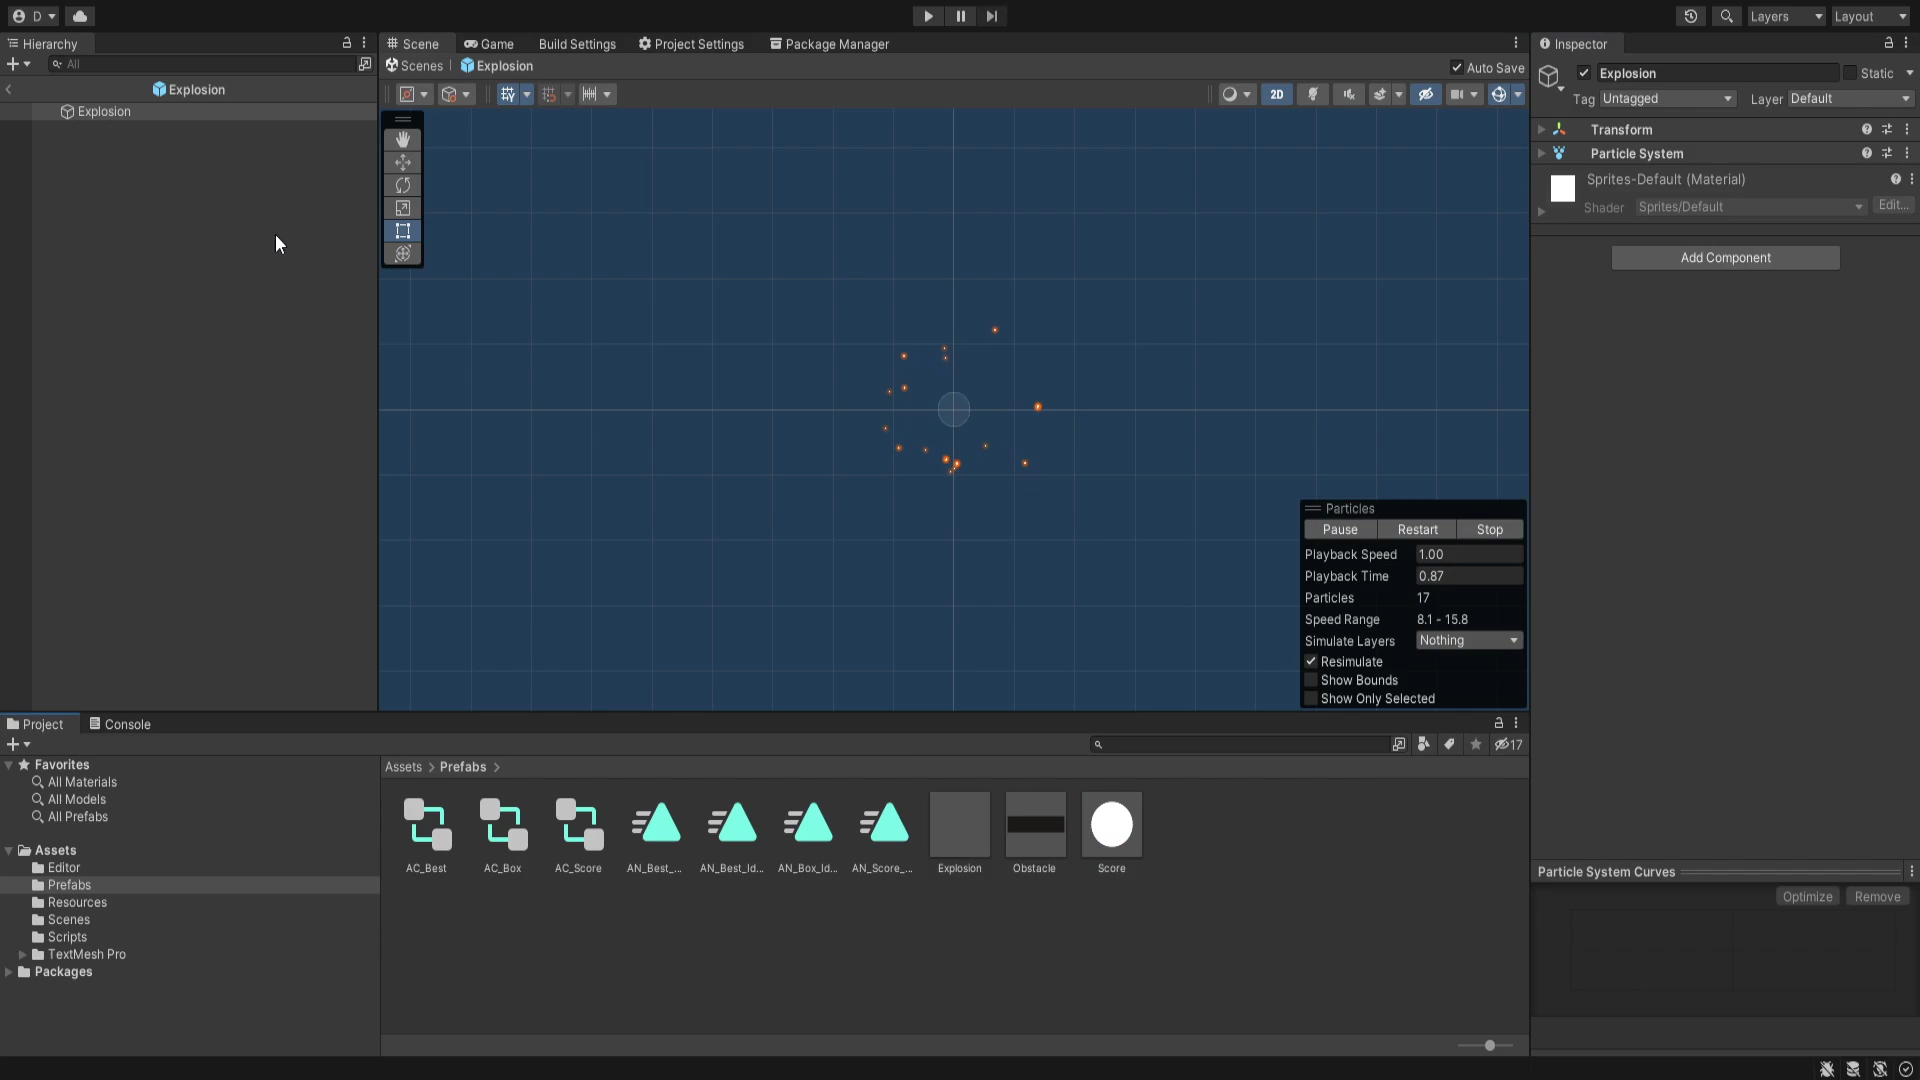 D
Layers
Layout
Hierarchy
Scene
Game
Build Settings
Project Settings
Package Manager
Inspector
All
Scenes
Explosion
Auto Save
Explosion
Static
Explosion
Tag Untagged
Layer Default
2D
Explosion
Transform
Particle System
Sprites-Default (Material)
Shader Sprites/Default
Edit...
Add Component
Particles
Pause
Restart
Stop
Playback Speed 1.00
Playback Time 0.87
Particles 17
Speed Range 8.1 - 15.8
Simulate Layers Nothing
Resimulate
Show Bounds
Show Only Selected
Project
Console
17
Favorites
All Materials
All Models
All Prefabs
Assets
Editor
Prefabs
Resources
Scenes
Scripts
TextMesh Pro
Packages
Assets > Prefabs >
AC_Best
AC_Box
AC_Score
AN_Best_...
AN_Best_Id...
AN_Box_Id...
AN_Score_...
Explosion
Obstacle
Score
Particle System Curves
Optimize
Remove